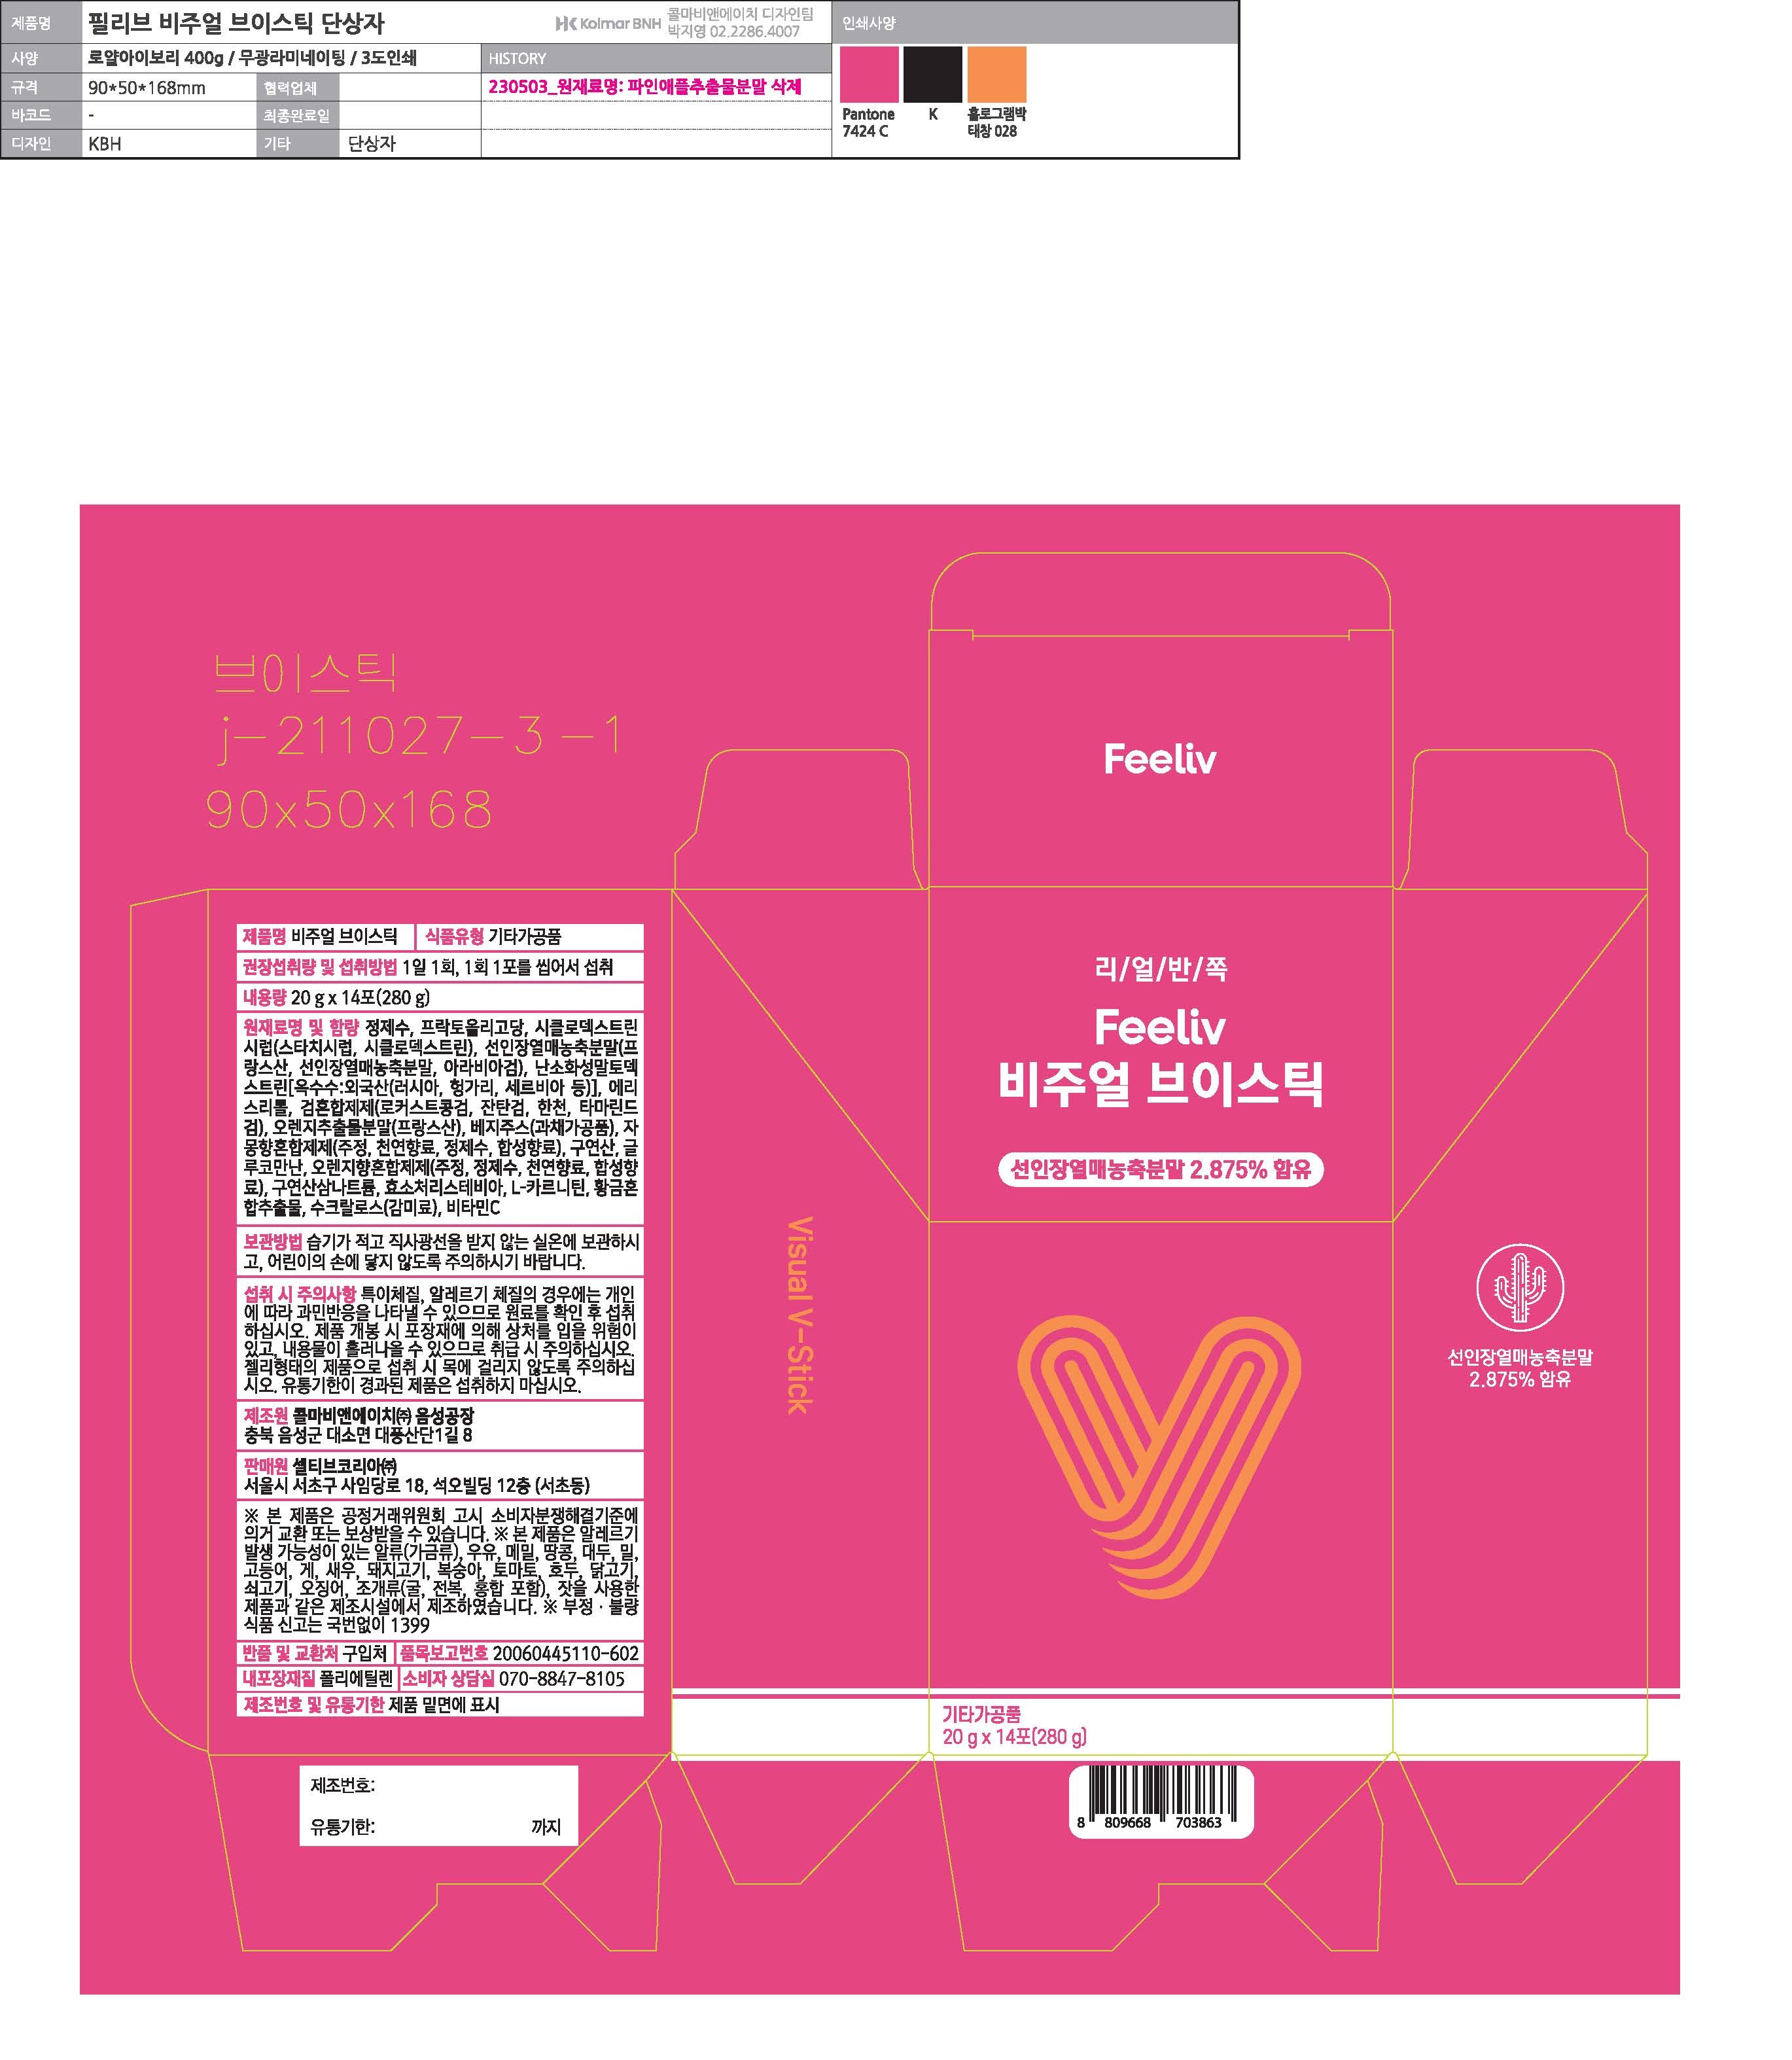 제품명 필리브 비주얼 브이스틱 단상자
Kolmar BNH 콜마비앤에이치 디자인팀
박지영 02.2286.4007
인쇄사양
사양 로얄아이보리 400g / 무광라미네이팅 / 3도인쇄 HISTORY
규격 90*50*168mm 협력업체 230503_원재료명: 파인애플추출물분말 삭제
바코드 - 최종완료일
디자인 KBH 기타 단상자
Pantone
7424 C
K
홀로그램박
태창 028
브이스틱
j-211027-3-1
90x50x168
Feeliv
리/얼/반/쪽
Feeliv
비주얼 브이스틱
선인장열매농축분말 2.875% 함유
Visual V-Stick
선인장열매농축분말
2.875% 함유
제품명 비주얼 브이스틱 식품유형 기타가공품
권장섭취량 및 섭취방법 1일 1회, 1회 1포를 씹어서 섭취
내용량 20 g x 14포(280 g)
원재료명 및 함량 정제수, 프락토올리고당, 시클로덱스트린
시럽(스타치시럽, 시클로덱스트린), 선인장열매농축분말(프
랑스산, 선인장열매농축분말, 아라비아검), 난소화성말토덱
스트린[옥수수:외국산(러시아, 헝가리, 세르비아 등)], 에리
스리톨, 검혼합제제(로커스트콩검, 잔탄검, 한천, 타마린드
검), 오렌지추출물분말(프랑스산), 베지주스(과채가공품), 자
몽향혼합제제(주정, 천연향료, 정제수, 합성향료), 구연산, 글
루코만난, 오렌지향혼합제제(주정, 정제수, 천연향료, 합성향
료), 구연산삼나트륨, 효소처리스테비아, L-카르니틴, 황금혼
합추출물, 수크랄로스(감미료), 비타민C
보관방법 습기가 적고 직사광선을 받지 않는 실온에 보관하시
고, 어린이의 손에 닿지 않도록 주의하시기 바랍니다.
섭취 시 주의사항 특이체질, 알레르기 체질의 경우에는 개인
에 따라 과민반응을 나타낼 수 있으므로 원료를 확인 후 섭취
하십시오. 제품 개봉 시 포장재에 의해 상처를 입을 위험이
있고, 내용물이 흘러나올 수 있으므로 취급 시 주의하십시오.
젤리형태의 제품으로 섭취 시 목에 걸리지 않도록 주의하십
시오. 유통기한이 경과된 제품은 섭취하지 마십시오.
제조원 콜마비앤에이치㈜ 음성공장
충북 음성군 대소면 대풍산단1길 8
판매원 셀티브코리아㈜
서울시 서초구 사임당로 18, 석오빌딩 12층 (서초동)
※ 본 제품은 공정거래위원회 고시 소비자분쟁해결기준에
의거 교환 또는 보상받을 수 있습니다. ※ 본 제품은 알레르기
발생 가능성이 있는 알류(가금류), 우유, 메밀, 땅콩, 대두, 밀,
고등어, 게, 새우, 돼지고기, 복숭아, 토마토, 호두, 닭고기,
쇠고기, 오징어, 조개류(굴, 전복, 홍합 포함), 잣을 사용한
제품과 같은 제조시설에서 제조하였습니다. ※ 부정 · 불량
식품 신고는 국번없이 1399
반품 및 교환처 구입처 품목보고번호 20060445110-602
내포장재질 폴리에틸렌 소비자 상담실 070-8847-8105
제조번호 및 유통기한 제품 밑면에 표시
기타가공품
20 g x 14포(280 g)
제조번호:
유통기한: 까지
8 809668 703863